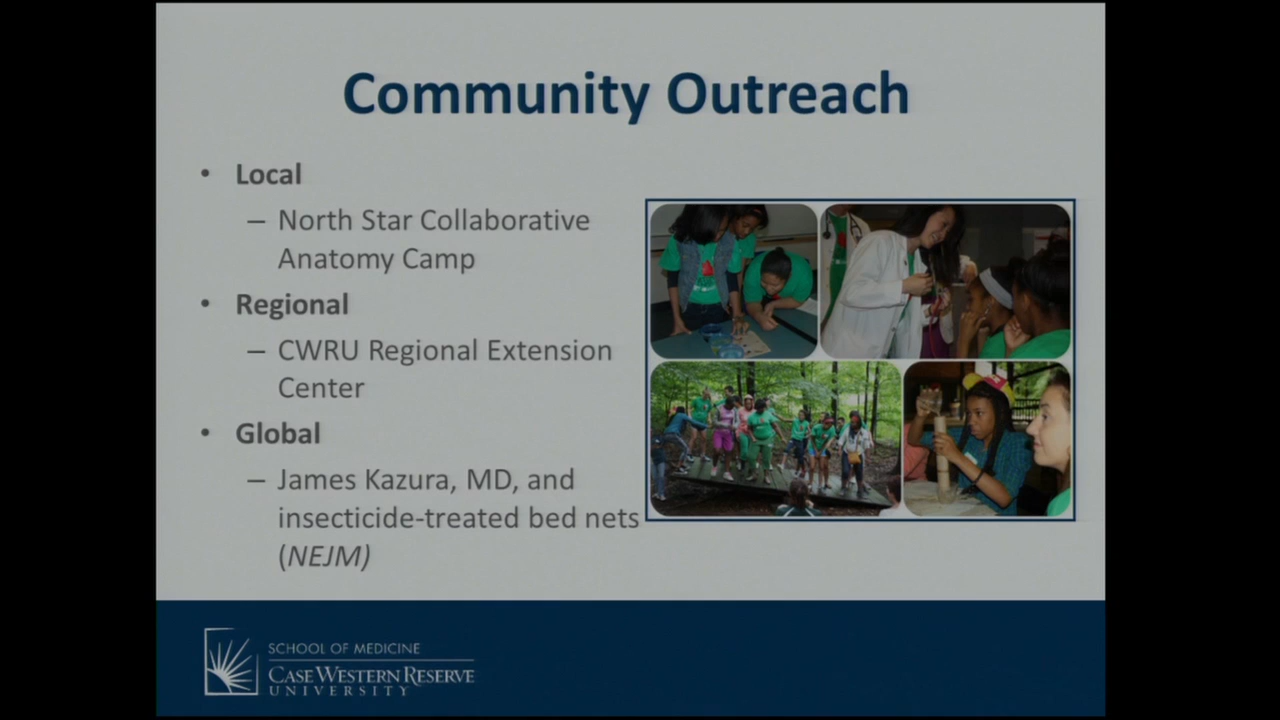 Community Outreach
• Local
– North Star Collaborative
Anatomy Camp
• Regional
– CWRU Regional Extension
Center
• Global
– James Kazura, MD, and
insecticide-treated bed nets
(NEJM)
SCHOOL OF MEDICINE
CASE WESTERN RESERVE
UNIVERSITY